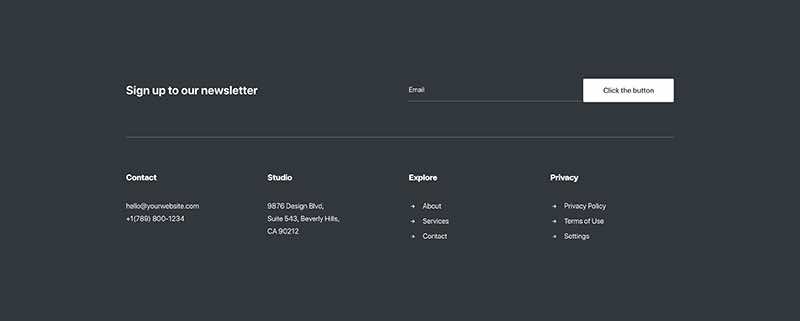 Sign up to our newsletter
Email
Click the button
Contact
hello@yourwebsite.com
+1(789) 800-1234
Studio
9876 Design Blvd,
Suite 543, Beverly Hills,
CA 90212
Explore
→ About
→ Services
→ Contact
Privacy
→ Privacy Policy
→ Terms of Use
→ Settings